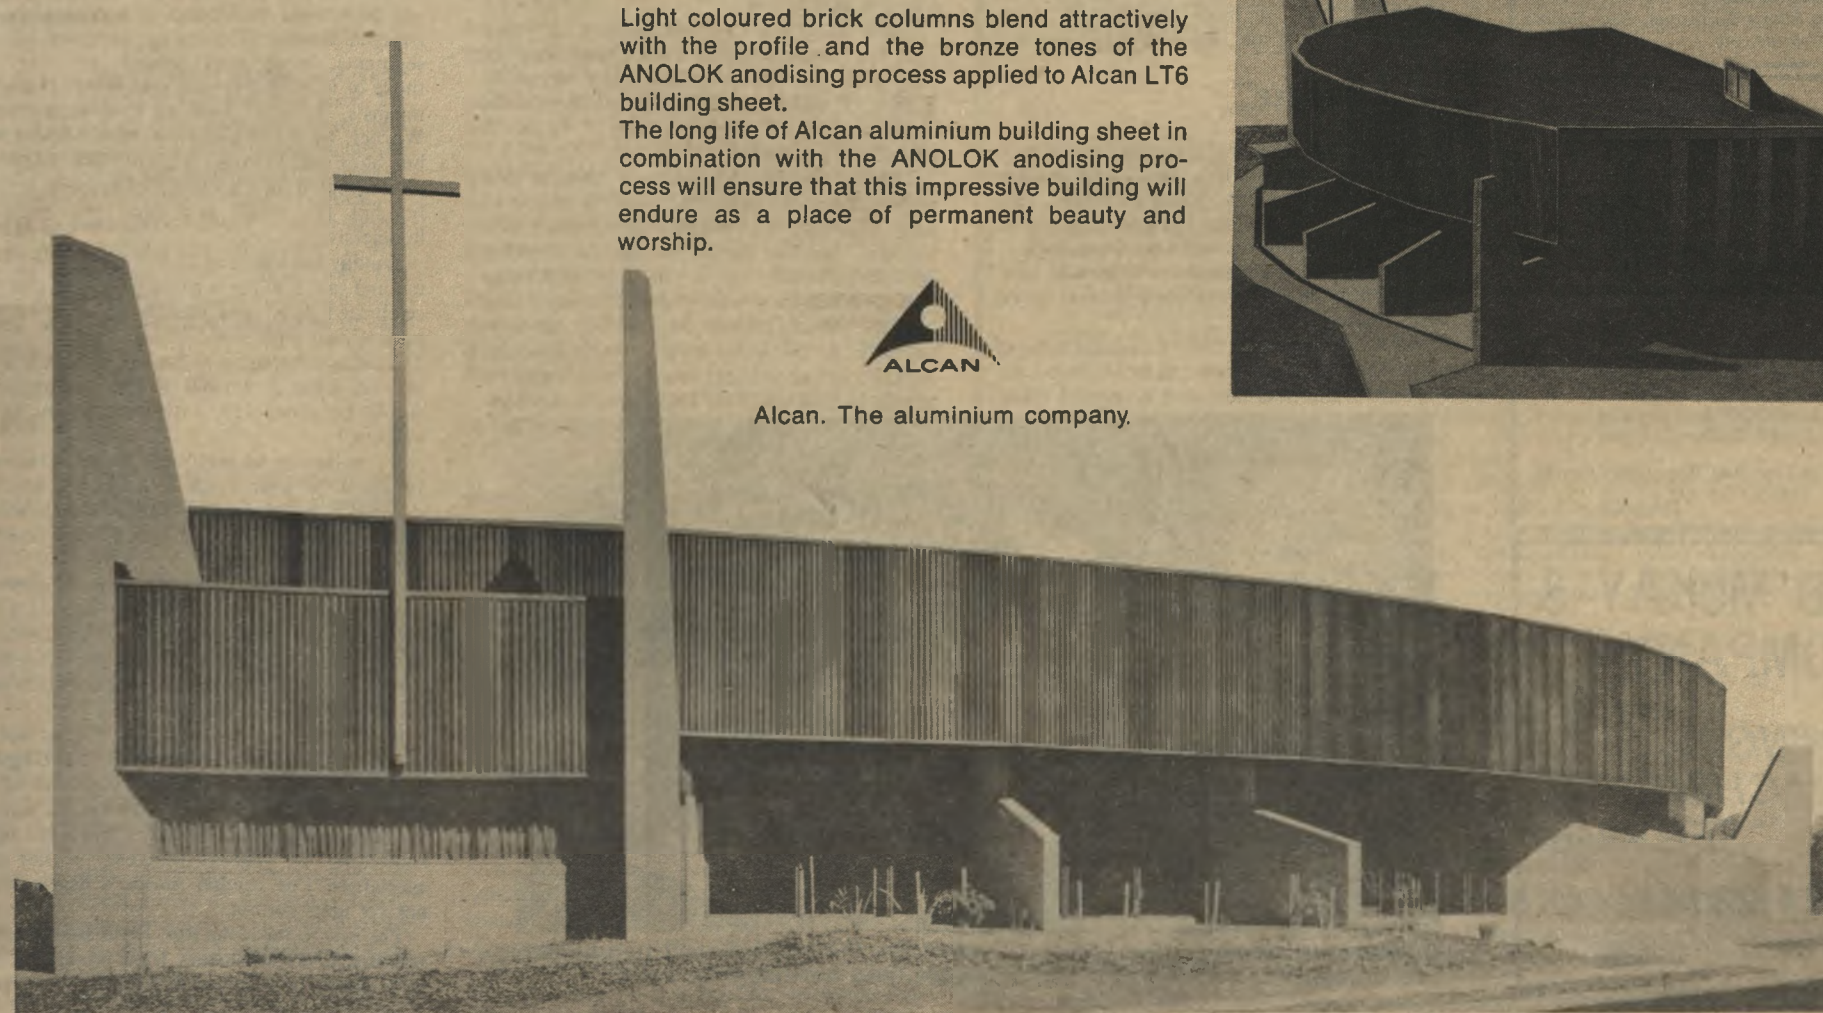 Light coloured brick columns blend attractively
with the profile and the bronze tones of the
ANOLOK anodising process applied to Alcan LT6
building sheet.
The long life of Alcan aluminium building sheet in
combination with the ANOLOK anodising pro-
cess will ensure that this impressive building will
endure as a place of permanent beauty and
worship.
ALCAN
Alcan. The aluminium company.